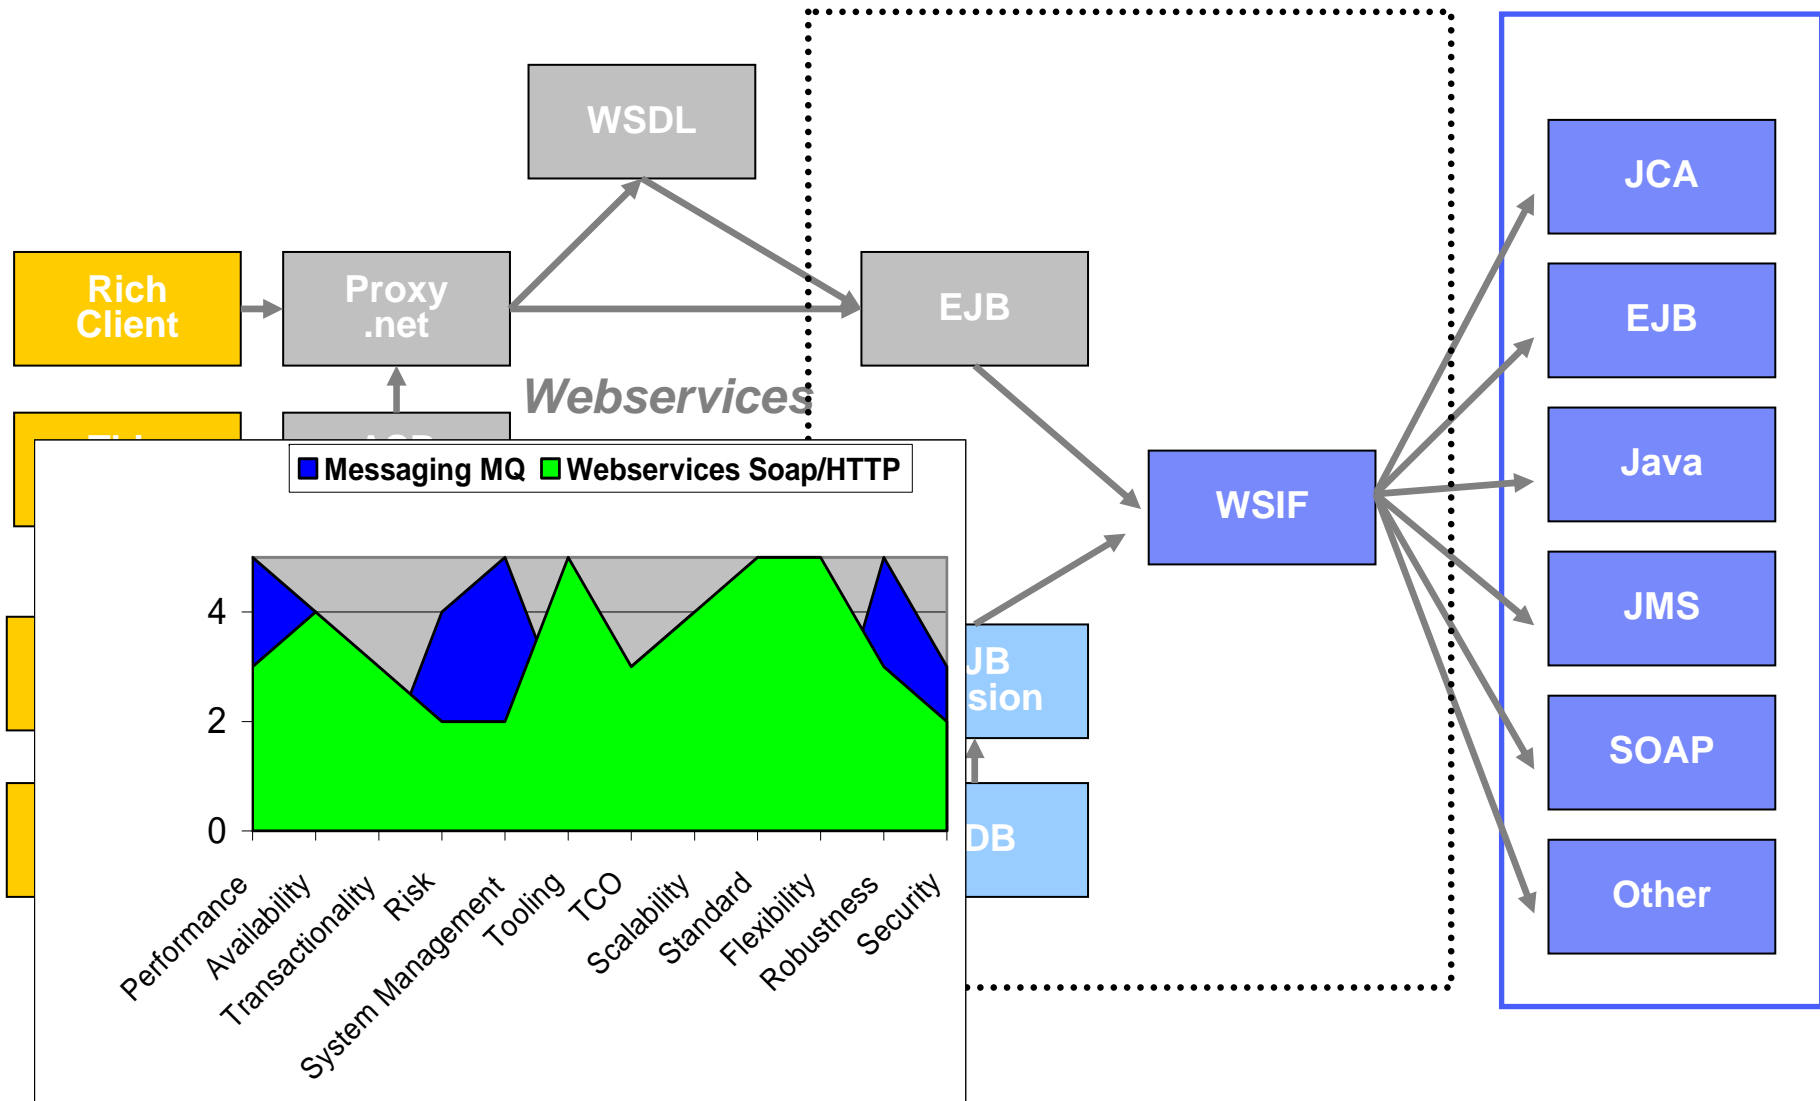 WSDL
JCA
Rich
Client
Proxy
.net
EJB
EJB
Webservices
Messaging MQ
Webservices Soap/HTTP
WSIF
Java
JMS
SOAP
Other
JB
sion
DB
4
2
0
Performance
Availability
Transactionality
Risk
System Management
Tooling
TCO
Scalability
Standard
Flexibility
Robustness
Security